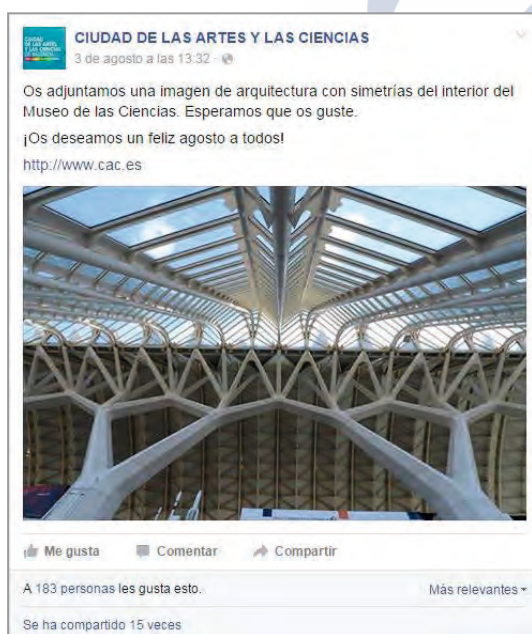 CIUDAD DE LAS ARTES Y LAS CIENCIAS
3 de agosto a las 13:32 ·
Os adjuntamos una imagen de arquitectura con simetrías del interior del
Museo de las Ciencias. Esperamos que os guste.
¡Os deseamos un feliz agosto a todos!
http://www.cac.es
Me gusta Comentar Compartir
A 183 personas les gusta esto. Más relevantes
Se ha compartido 15 veces